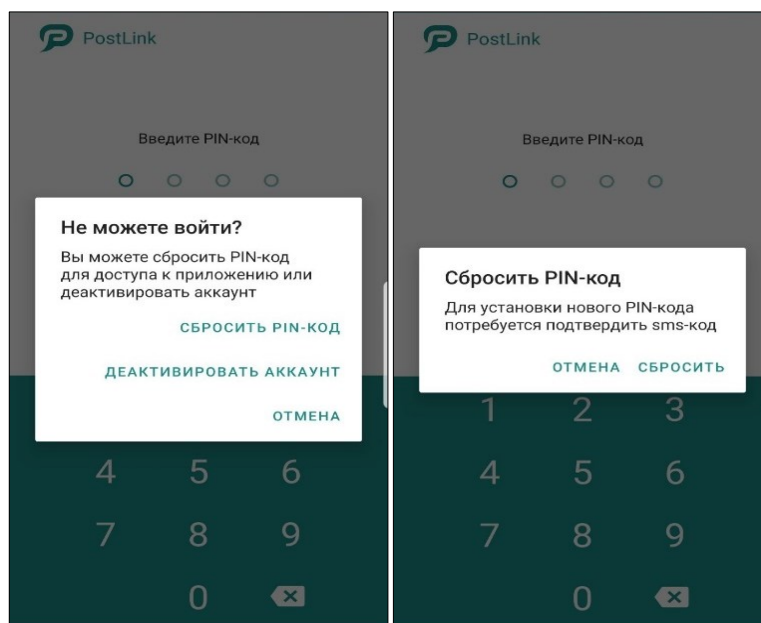 PostLink
Введите PIN-код
Не можете войти?
Вы можете сбросить PIN-код
для доступа к приложению или
деактивировать аккаунт
СБРОСИТЬ PIN-КОД
ДЕАКТИВИРОВАТЬ АККАУНТ
ОТМЕНА
4 5 6
7 8 9
0
PostLink
Введите PIN-код
Сбросить PIN-код
Для установки нового PIN-кода
потребуется подтвердить sms-код
ОТМЕНА СБРОСИТЬ
1 2 3
4 5 6
7 8 9
0